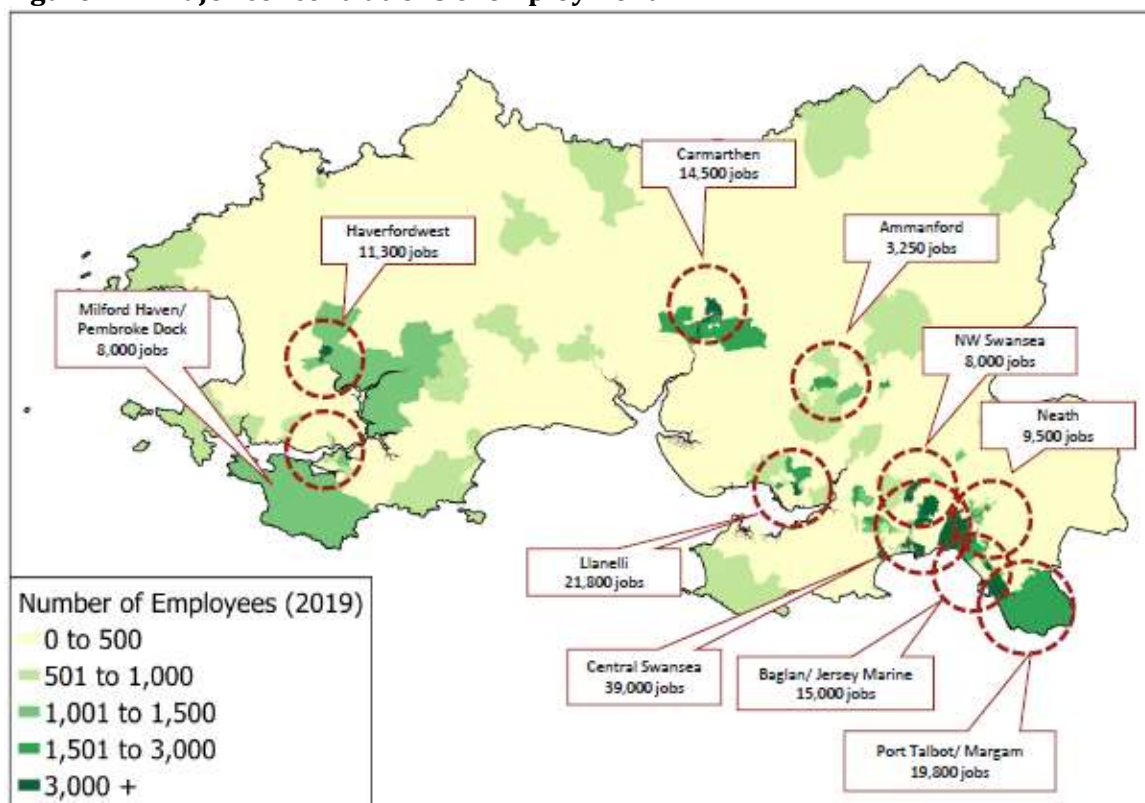 Carmarthen
14,500 jobs
Haverfordwest
11,300 jobs
Ammanford
3,250 jobs
Milford Haven/
Pembroke Dock
8,000 jobs
NW Swansea
8,000 jobs
Neath
9,500 jobs
Llanelli
21,800 jobs
Central Swansea
39,000 jobs
Baglan/ Jersey Marine
15,000 jobs
Port Talbot/ Margam
19,800 jobs
Number of Employees (2019)
0 to 500
501 to 1,000
1,001 to 1,500
1,501 to 3,000
3,000 +